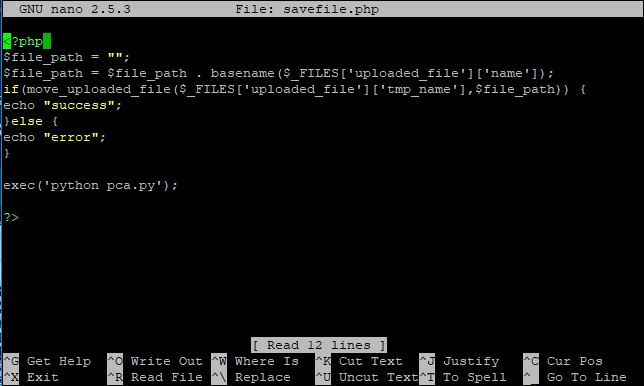 GNU nano 2.5.3 File: savefile.php
<?php
$file_path = "";
$file_path = $file_path . basename($_FILES['uploaded_file']['name']);
if(move_uploaded_file($_FILES['uploaded_file']['tmp_name'],$file_path)) {
echo "success";
}else {
echo "error";
}
exec('python pca.py');
?>
[ Read 12 lines ]
^G Get Help ^O Write Out ^W Where Is ^K Cut Text ^J Justify ^C Cur Pos
^X Exit ^R Read File ^\ Replace ^U Uncut Text ^T To Spell ^_ Go To Line